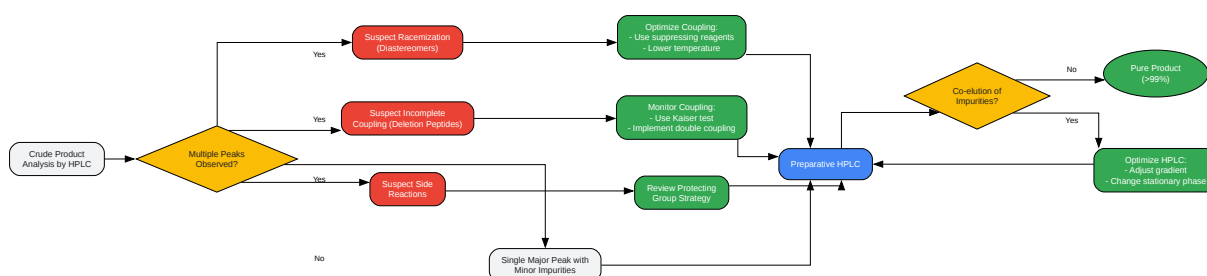 Crude Product
Analysis by HPLC
Multiple Peaks
Observed?
Yes
Suspect Racemization
(Diastereomers)
Optimize Coupling:
- Use suppressing reagents
- Lower temperature
Yes
Suspect Incomplete
Coupling (Deletion Peptides)
Monitor Coupling:
- Use Kaiser test
- Implement double coupling
Yes
Suspect Side
Reactions
Review Protecting
Group Strategy
No
Single Major Peak with
Minor Impurities
Preparative HPLC
Co-elution of
Impurities?
No
Pure Product
(>99%)
Yes
Optimize HPLC:
- Adjust gradient
- Change stationary phase